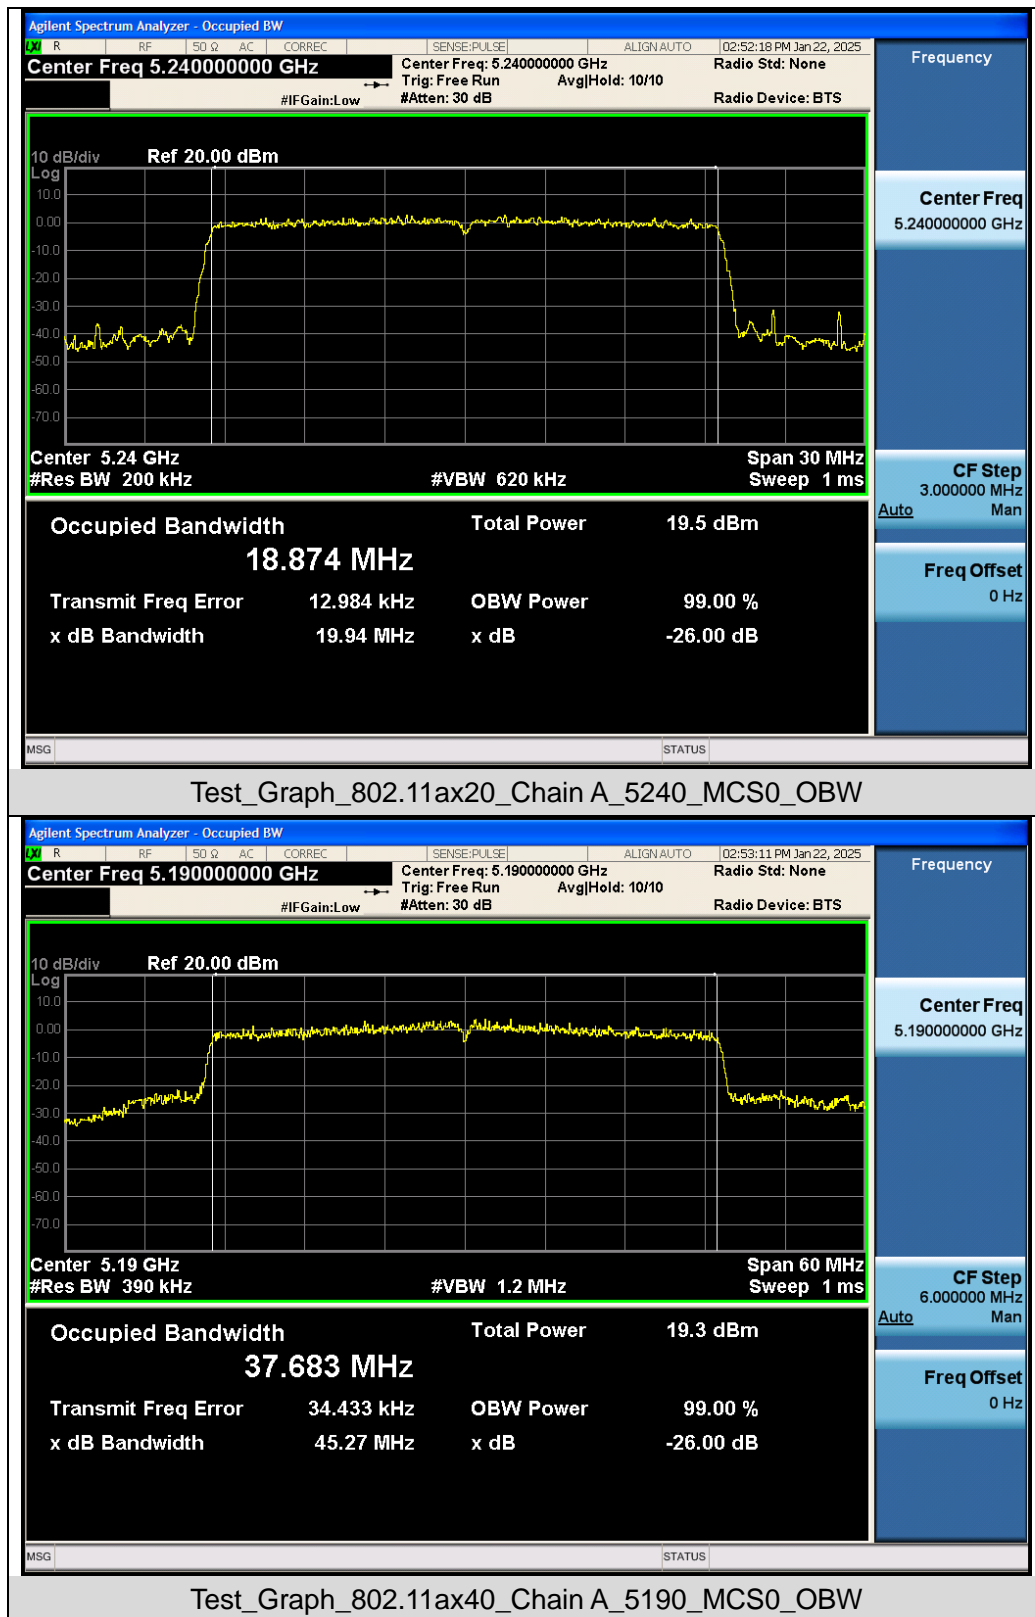 Agilent Spectrum Analyzer - Occupied BW
LXI R RF 50 Ω AC CORREC SENSE:PULSE ALIGN AUTO 02:52:18 PM Jan 22, 2025
Center Freq 5.240000000 GHz
Center Freq: 5.240000000 GHz
Radio Std: None
Trig: Free Run Avg|Hold: 10/10
#IFGain:Low
#Atten: 30 dB
Radio Device: BTS
10 dB/div Ref 20.00 dBm
Log
10.0
0.00
-10.0
-20.0
-30.0
-40.0
-50.0
-60.0
-70.0
Center 5.24 GHz Span 30 MHz
#Res BW 200 kHz #VBW 620 kHz Sweep 1 ms
Occupied Bandwidth Total Power 19.5 dBm
18.874 MHz
Transmit Freq Error 12.984 kHz OBW Power 99.00 %
x dB Bandwidth 19.94 MHz x dB -26.00 dB
MSG STATUS
Frequency
Center Freq
5.240000000 GHz
CF Step
3.000000 MHz
Auto Man
Freq Offset
0 Hz
Test_Graph_802.11ax20_Chain A_5240_MCS0_OBW
Agilent Spectrum Analyzer - Occupied BW
LXI R RF 50 Ω AC CORREC SENSE:PULSE ALIGN AUTO 02:53:11 PM Jan 22, 2025
Center Freq 5.190000000 GHz
Center Freq: 5.190000000 GHz
Radio Std: None
Trig: Free Run Avg|Hold: 10/10
#IFGain:Low
#Atten: 30 dB
Radio Device: BTS
10 dB/div Ref 20.00 dBm
Log
10.0
0.00
-10.0
-20.0
-30.0
-40.0
-50.0
-60.0
-70.0
Center 5.19 GHz Span 60 MHz
#Res BW 390 kHz #VBW 1.2 MHz Sweep 1 ms
Occupied Bandwidth Total Power 19.3 dBm
37.683 MHz
Transmit Freq Error 34.433 kHz OBW Power 99.00 %
x dB Bandwidth 45.27 MHz x dB -26.00 dB
MSG STATUS
Frequency
Center Freq
5.190000000 GHz
CF Step
6.000000 MHz
Auto Man
Freq Offset
0 Hz
Test_Graph_802.11ax40_Chain A_5190_MCS0_OBW